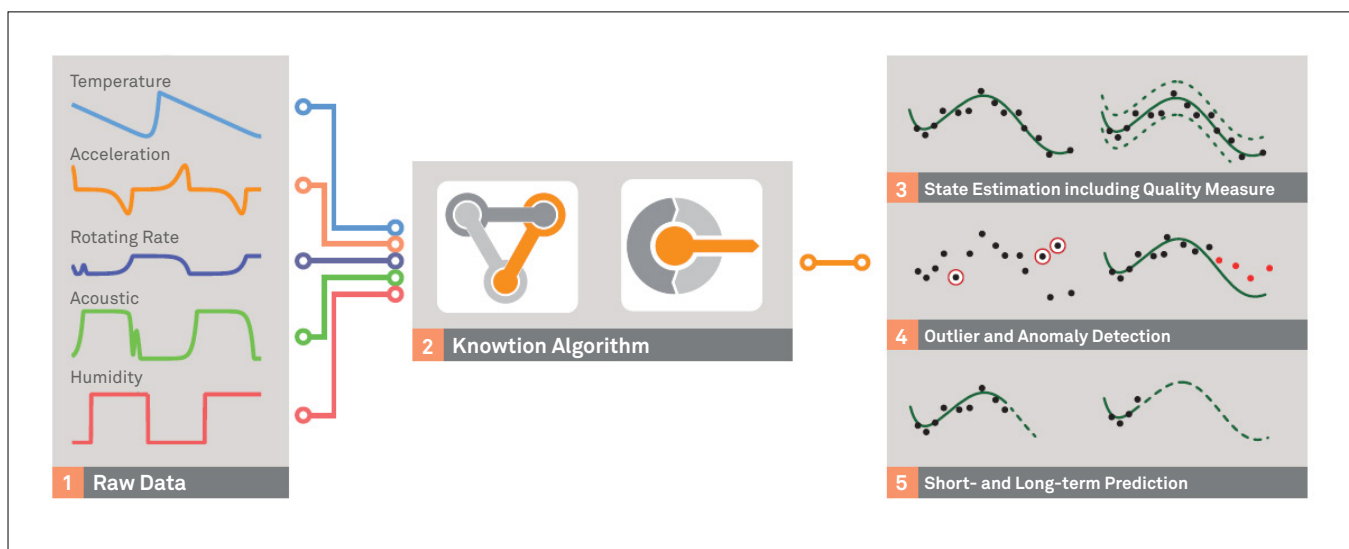 Temperature
Acceleration
Rotating Rate
Acoustic
Humidity
1 Raw Data
2 Knowtion Algorithm
3 State Estimation including Quality Measure
4 Outlier and Anomaly Detection
5 Short- and Long-term Prediction